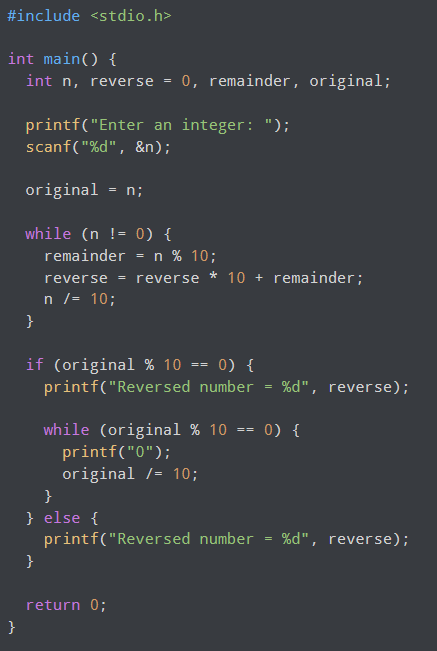 #include <stdio.h>
int main() {
int n, reverse = 0, remainder, original;
printf("Enter an integer: ");
scanf("%d", &n);
original = n;
while (n != 0) {
remainder = n % 10;
reverse = reverse * 10 + remainder;
n /= 10;
}
if (original % 10 == 0) {
printf("Reversed number = %d", reverse);
while (original % 10 == 0) {
printf("0");
original /= 10;
}
} else {
printf("Reversed number = %d", reverse);
}
return 0;
}